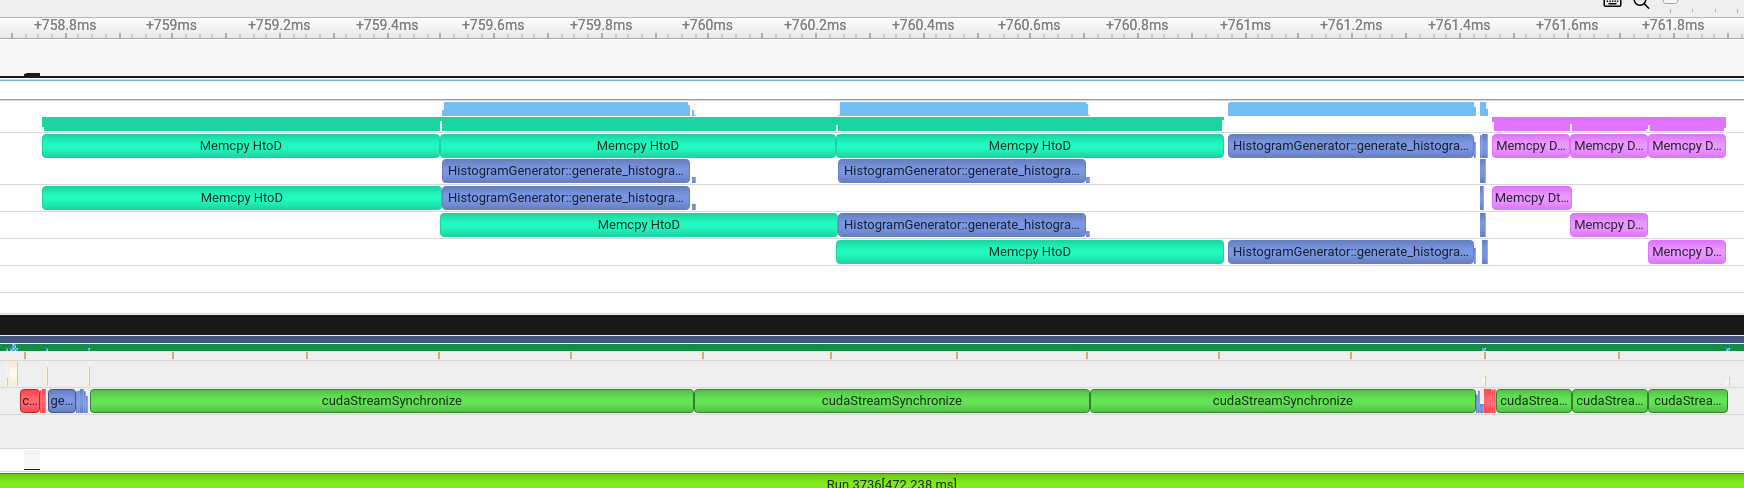 +758.8ms +759ms +759.2ms +759.4ms +759.6ms +759.8ms +760ms +760.2ms +760.4ms +760.6ms +760.8ms +761ms +761.2ms +761.4ms +761.6ms +761.8ms
Memcpy HtoD Memcpy HtoD Memcpy HtoD HistogramGenerator::generate_histogra... Memcpy D... Memcpy D... Memcpy D...
HistogramGenerator::generate_histogra... HistogramGenerator::generate_histogra...
Memcpy HtoD HistogramGenerator::generate_histogra... Memcpy Dt...
Memcpy HtoD HistogramGenerator::generate_histogra... Memcpy D...
Memcpy HtoD HistogramGenerator::generate_histogra... Memcpy D...
c... ge... cudaStreamSynchronize cudaStreamSynchronize cudaStreamSynchronize cudaStrea... cudaStrea... cudaStrea...
Run 3736[472.238 ms]